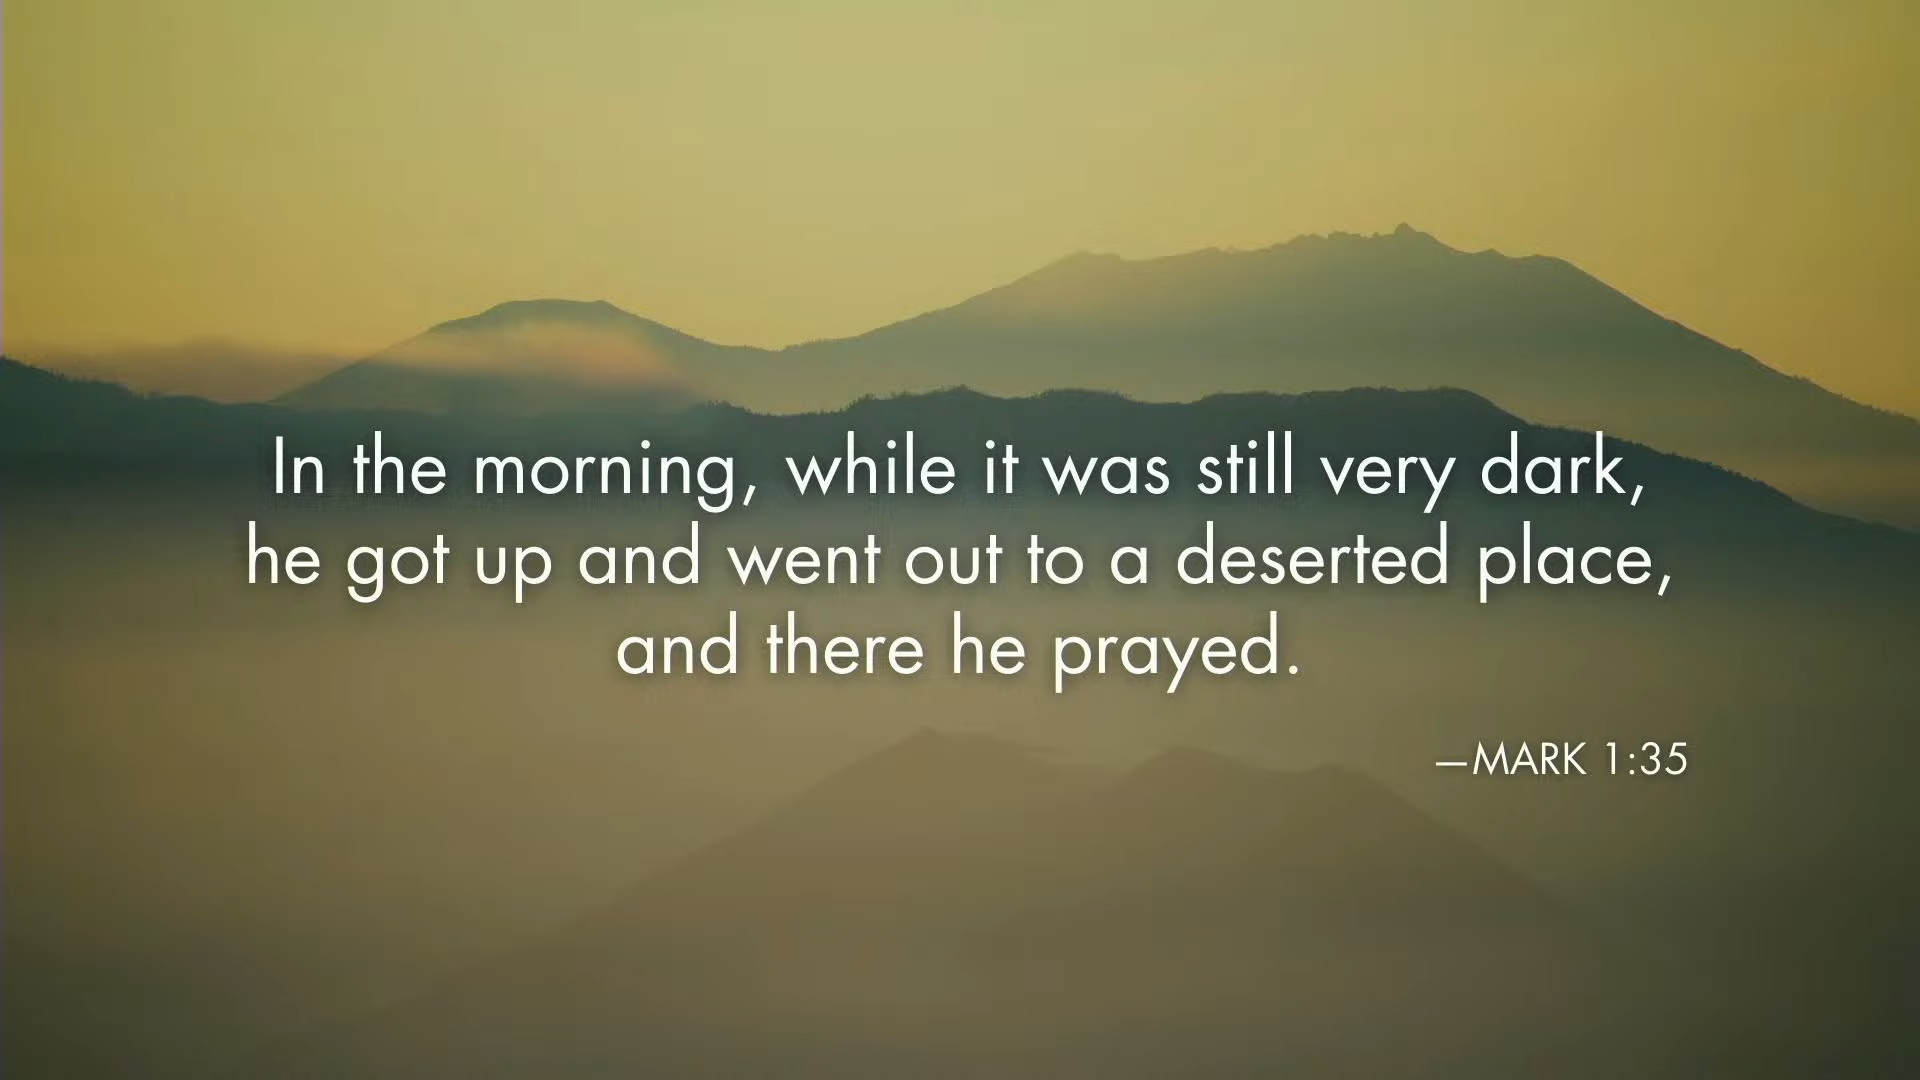 In the morning, while it was still very dark,
he got up and went out to a deserted place,
and there he prayed.
—MARK 1:35